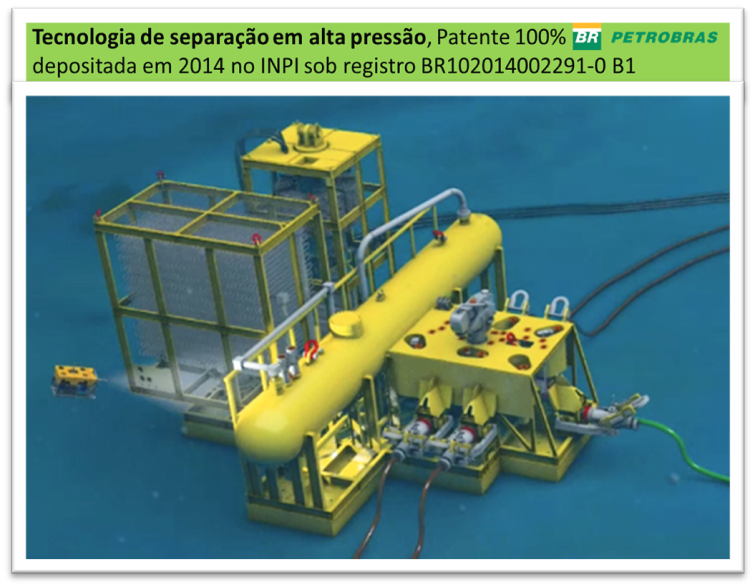 Tecnologia de separação em alta pressão, Patente 100% BR PETROBRAS
depositada em 2014 no INPI sob registro BR102014002291-0 B1